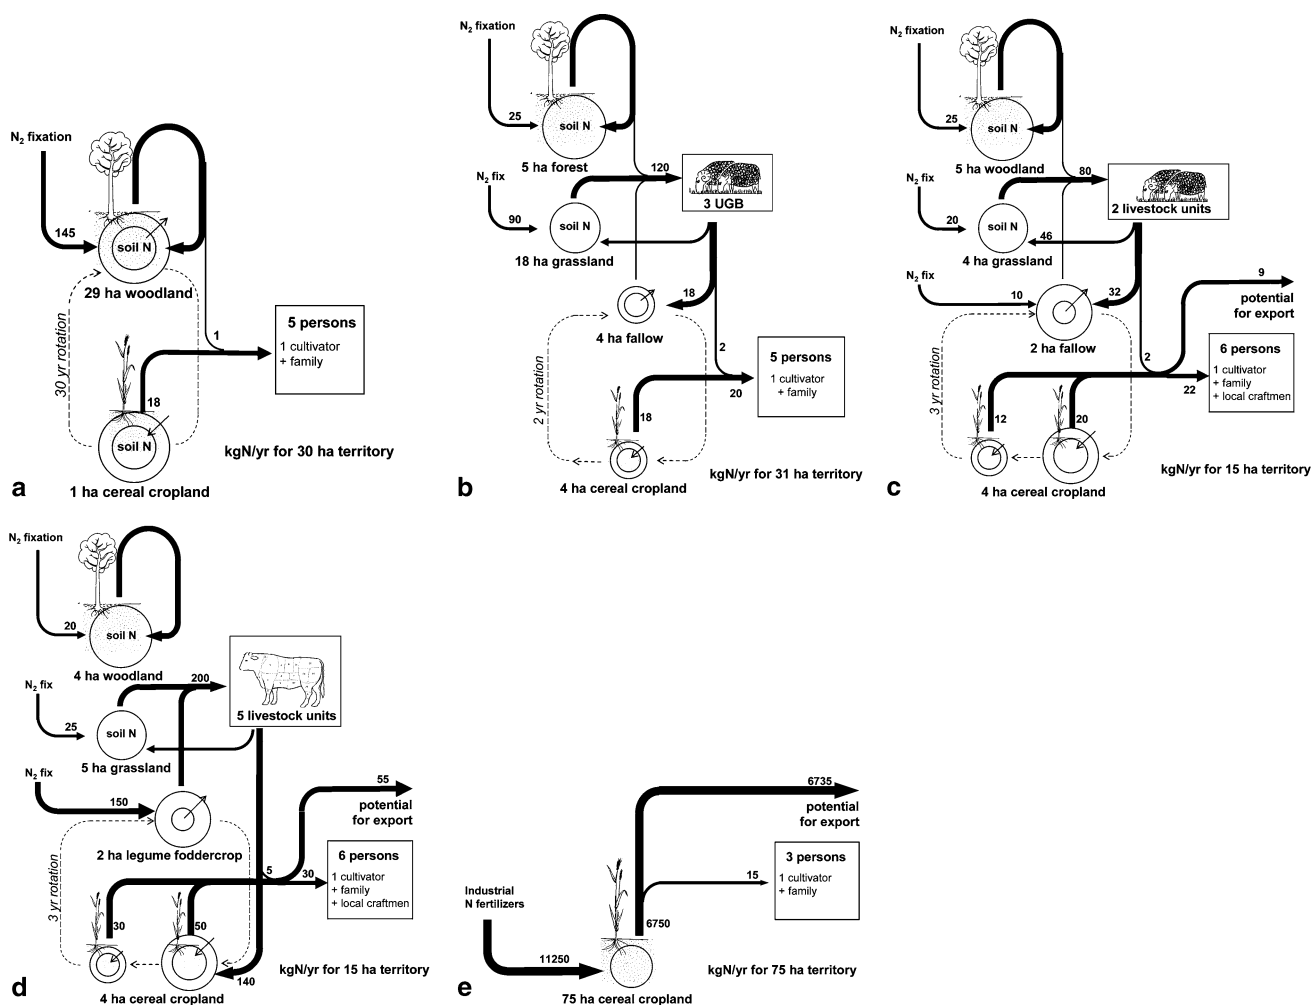 N2 fixation
145
soil N
29 ha woodland
30 yr rotation
1
18
soil N
5 persons
1 cultivator
+ family
kgN/yr for 30 ha territory
a
1 ha cereal cropland
N2 fixation
25
soil N
5 ha forest
120
N2 fix
90
soil N
3 UGB
18 ha grassland
18
4 ha fallow
2 yr rotation
2
18
20
5 persons
1 cultivator
+ family
kgN/yr for 31 ha territory
b
4 ha cereal cropland
N2 fixation
25
soil N
5 ha woodland
80
N2 fix
20
soil N
2 livestock units
46
4 ha grassland
N2 fix
10
32
9
potential
for export
2 ha fallow
3 yr rotation
2
12
20
22
6 persons
1 cultivator
+ family
+ local craftmen
kgN/yr for 15 ha territory
c
4 ha cereal cropland
N2 fixation
20
soil N
4 ha woodland
200
N2 fix
25
soil N
5 livestock units
5 ha grassland
N2 fix
150
55
potential
for export
2 ha legume foddercrop
3 yr rotation
5
30
30
50
140
6 persons
1 cultivator
+ family
+ local craftmen
kgN/yr for 15 ha territory
d
4 ha cereal cropland
6735
potential
for export
3 persons
1 cultivator
+ family
15
Industrial
N fertilizers
6750
11250
kgN/yr for 75 ha territory
e
75 ha cereal cropland